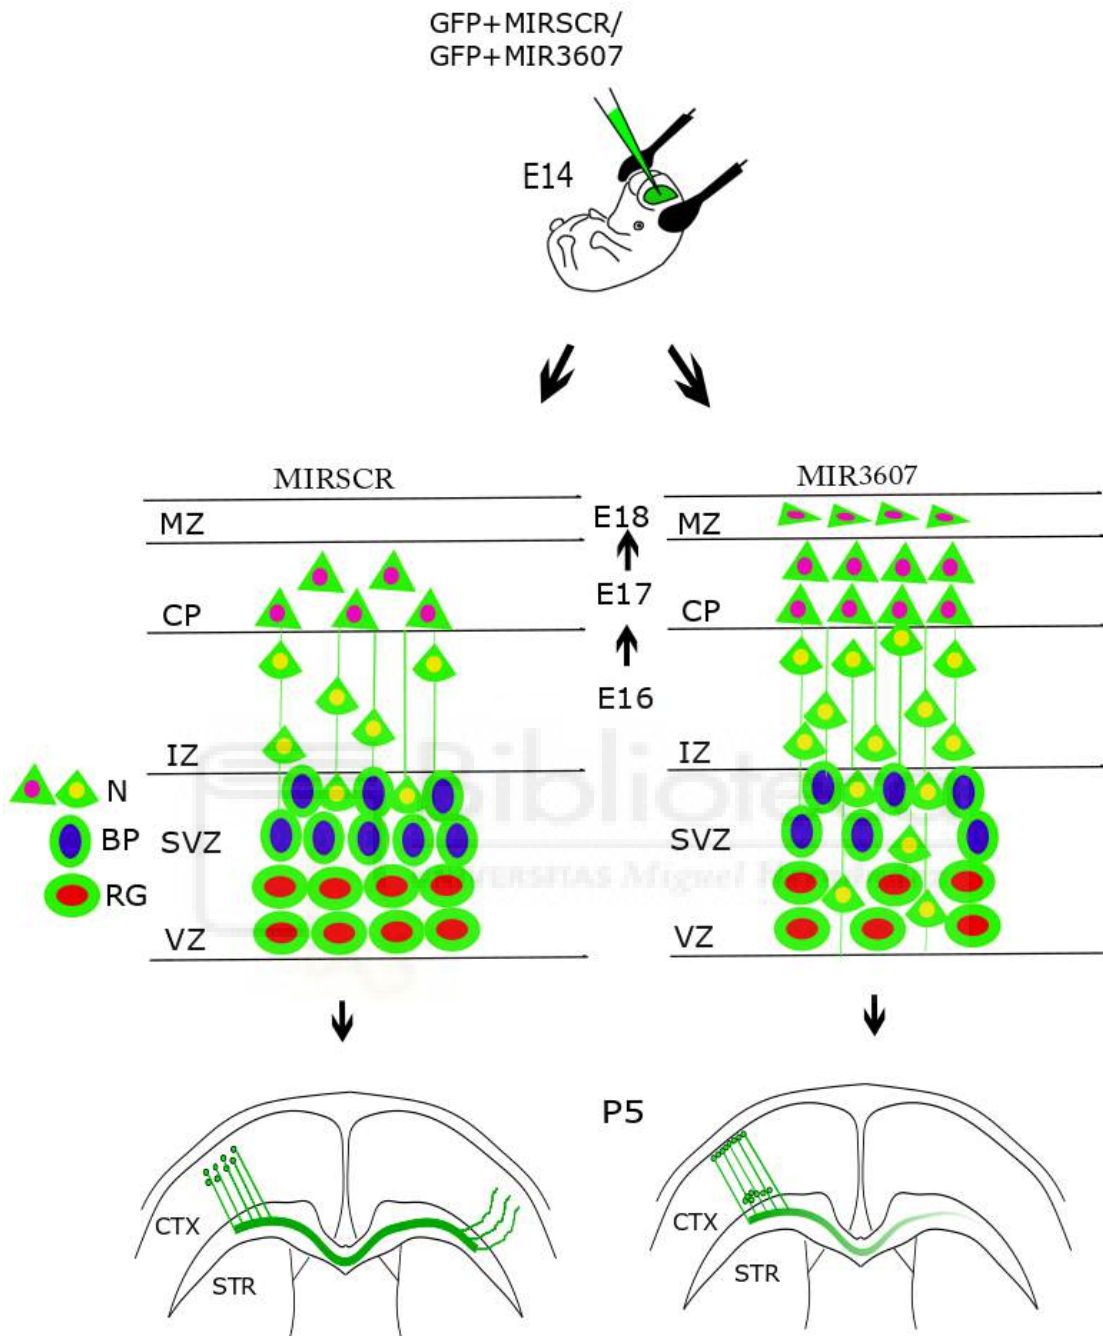 GFP+MIRSCR/
GFP+MIR3607
E14
MIRSCR
MIR3607
MZ
E18
MZ
E17
CP
CP
E16
IZ
IZ
N
BP
SVZ
SVZ
RG
VZ
VZ
P5
CTX
CTX
STR
STR